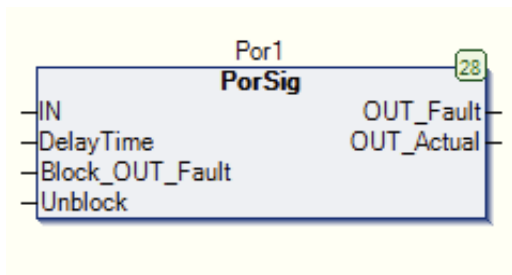 Por1
28
PorSig
IN OUT_Fault
DelayTime OUT_Actual
Block_OUT_Fault
Unblock